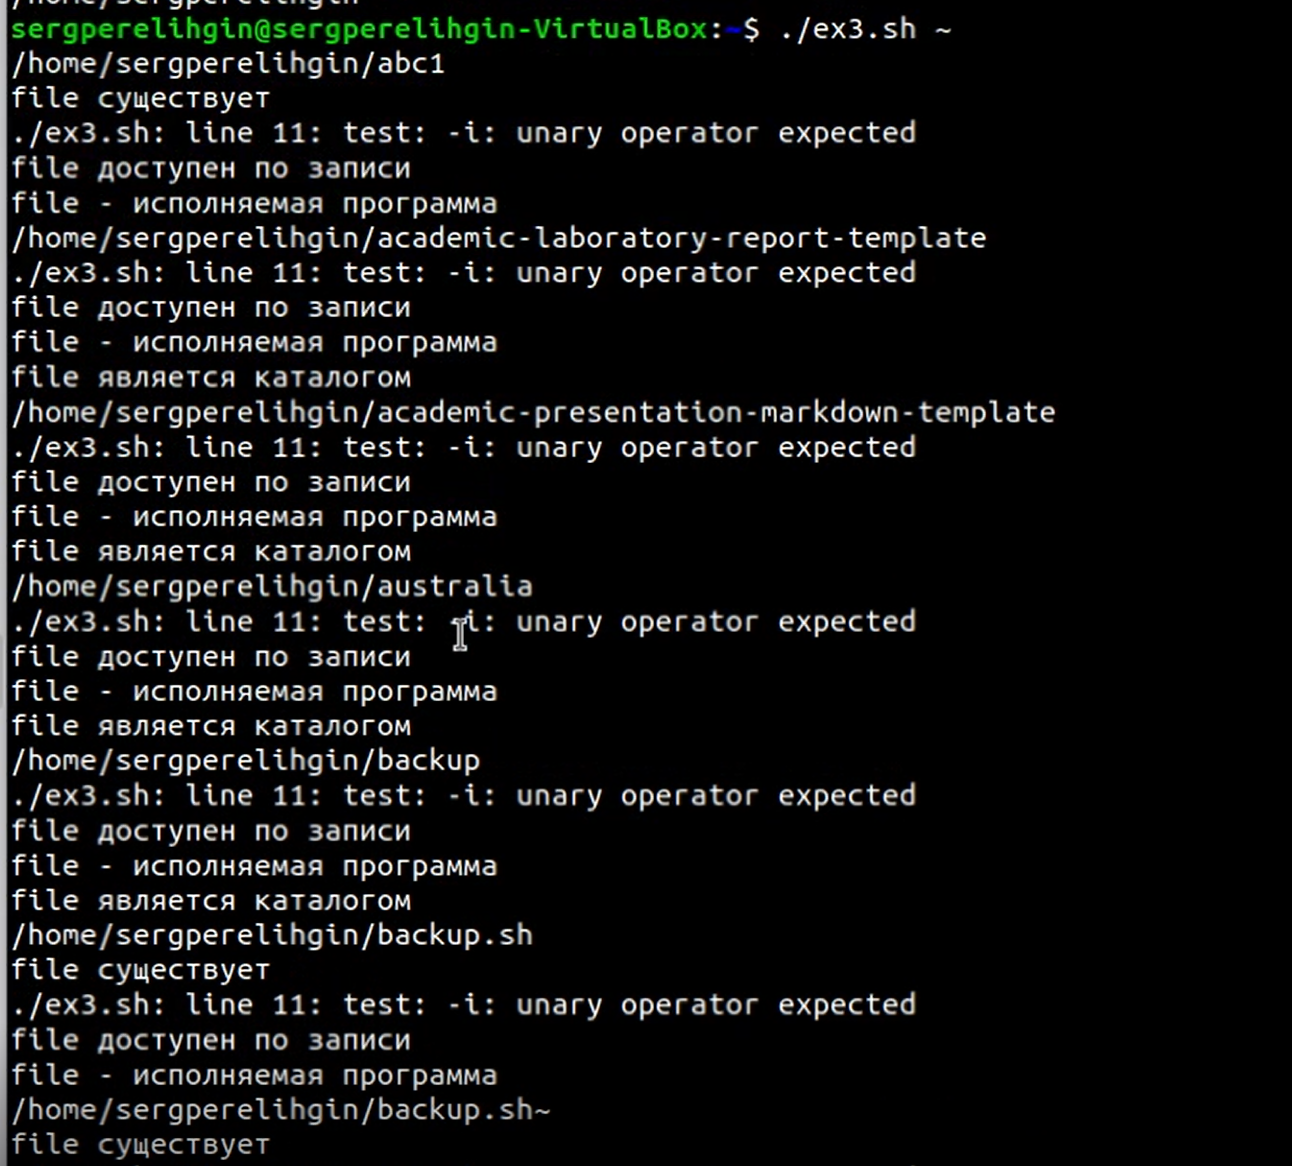 /home/sergperelihgin
sergperelihgin@sergperelihgin-VirtualBox:~$ ./ex3.sh ~
/home/sergperelihgin/abc1
file существует
./ex3.sh: line 11: test: -i: unary operator expected
file доступен по записи
file - исполняемая программа
/home/sergperelihgin/academic-laboratory-report-template
./ex3.sh: line 11: test: -i: unary operator expected
file доступен по записи
file - исполняемая программа
file является каталогом
/home/sergperelihgin/academic-presentation-markdown-template
./ex3.sh: line 11: test: -i: unary operator expected
file доступен по записи
file - исполняемая программа
file является каталогом
/home/sergperelihgin/australia
./ex3.sh: line 11: test: -i: unary operator expected
file доступен по записи
file - исполняемая программа
file является каталогом
/home/sergperelihgin/backup
./ex3.sh: line 11: test: -i: unary operator expected
file доступен по записи
file - исполняемая программа
file является каталогом
/home/sergperelihgin/backup.sh
file существует
./ex3.sh: line 11: test: -i: unary operator expected
file доступен по записи
file - исполняемая программа
/home/sergperelihgin/backup.sh~
file существует